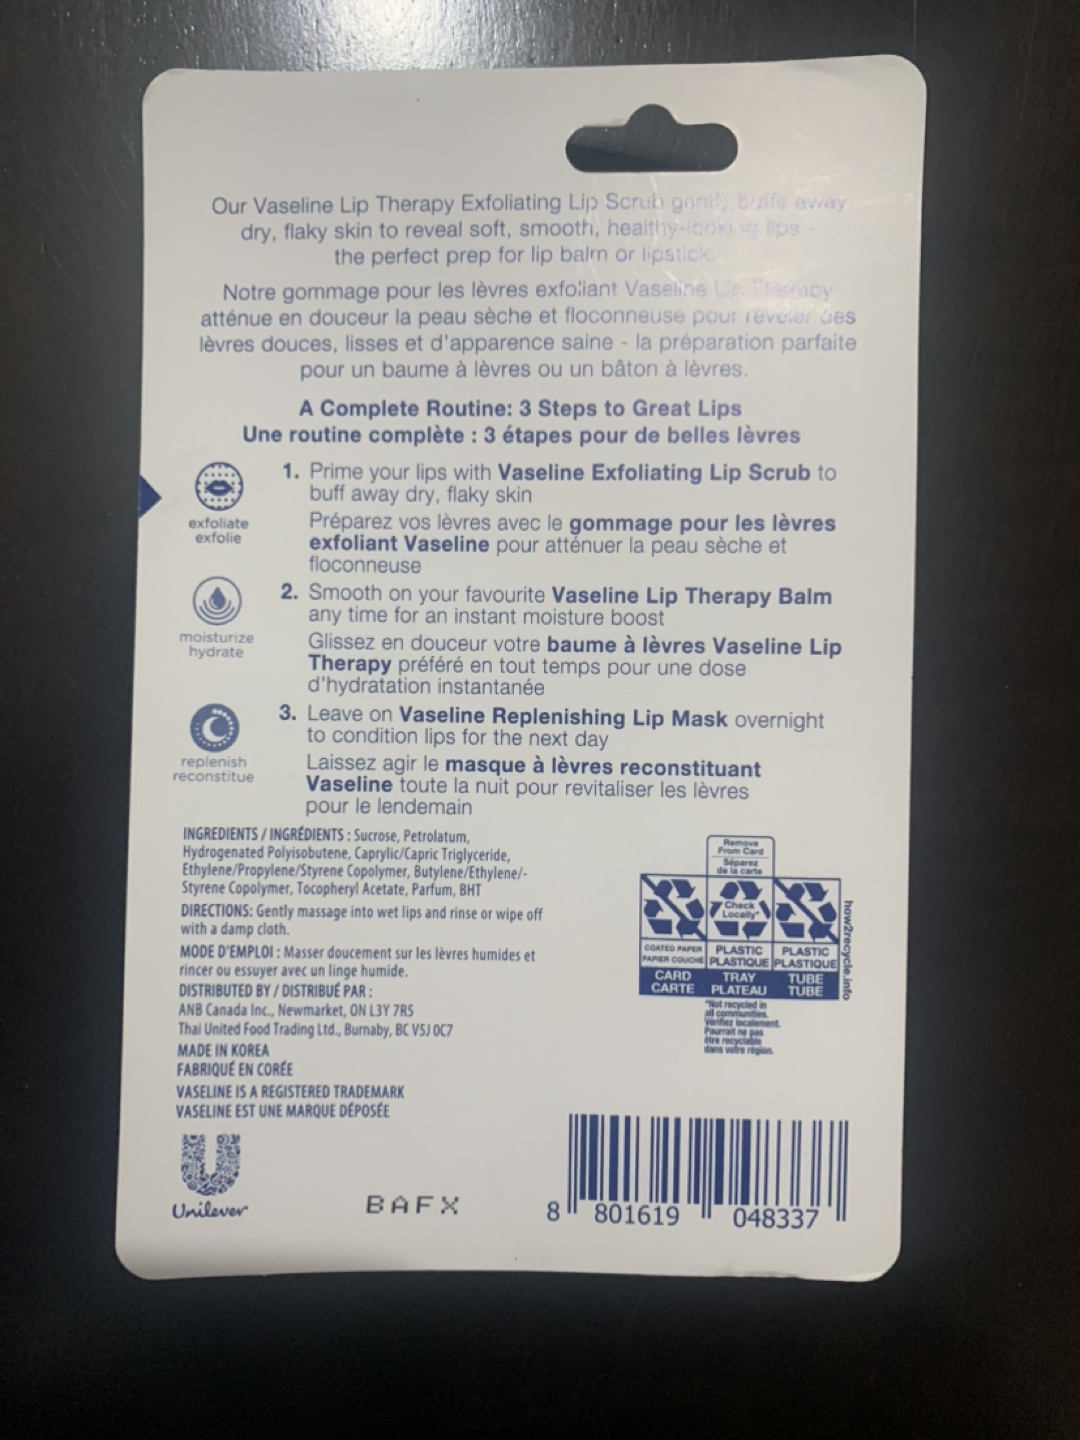 Our Vaseline Lip Therapy Exfoliating Lip Scrub gently buffs away
dry, flaky skin to reveal soft, smooth, healthy-looking lips -
the perfect prep for lip balm or lipstick.
Notre gommage pour les lèvres exfoliant Vaseline Lip Therapy
atténue en douceur la peau sèche et floconneuse pour révéler des
lèvres douces, lisses et d'apparence saine - la préparation parfaite
pour un baume à lèvres ou un bâton à lèvres.
A Complete Routine: 3 Steps to Great Lips
Une routine complète : 3 étapes pour de belles lèvres
exfoliate
exfolie
1. Prime your lips with Vaseline Exfoliating Lip Scrub to
buff away dry, flaky skin
Préparez vos lèvres avec le gommage pour les lèvres
exfoliant Vaseline pour atténuer la peau sèche et
floconneuse
moisturize
hydrate
2. Smooth on your favourite Vaseline Lip Therapy Balm
any time for an instant moisture boost
Glissez en douceur votre baume à lèvres Vaseline Lip
Therapy préféré en tout temps pour une dose
d'hydratation instantanée
replenish
reconstitue
3. Leave on Vaseline Replenishing Lip Mask overnight
to condition lips for the next day
Laissez agir le masque à lèvres reconstituant
Vaseline toute la nuit pour revitaliser les lèvres
pour le lendemain
INGREDIENTS / INGRÉDIENTS : Sucrose, Petrolatum,
Hydrogenated Polyisobutene, Caprylic/Capric Triglyceride,
Ethylene/Propylene/Styrene Copolymer, Butylene/Ethylene/-
Styrene Copolymer, Tocopheryl Acetate, Parfum, BHT
DIRECTIONS: Gently massage into wet lips and rinse or wipe off
with a damp cloth.
MODE D'EMPLOI : Masser doucement sur les lèvres humides et
rincer ou essuyer avec un linge humide.
DISTRIBUTED BY / DISTRIBUÉ PAR :
ANB Canada Inc., Newmarket, ON L3Y 7R5
Thai United Food Trading Ltd., Burnaby, BC V5J 0C7
MADE IN KOREA
FABRIQUÉ EN CORÉE
VASELINE IS A REGISTERED TRADEMARK
VASELINE EST UNE MARQUE DÉPOSÉE
Remove
From Card
Séparez
de la carte
Check
Locally*
COATED PAPER
PAPIER COUCHÉ
CARD
CARTE
PLASTIC
PLASTIQUE
TRAY
PLATEAU
PLASTIC
PLASTIQUE
TUBE
TUBE
how2recycle.info
*Not recycled in
all communities.
Vérifiez localement.
Pourrait ne pas
être recyclable
dans votre région.
Unilever
BAFX
8 801619 048337